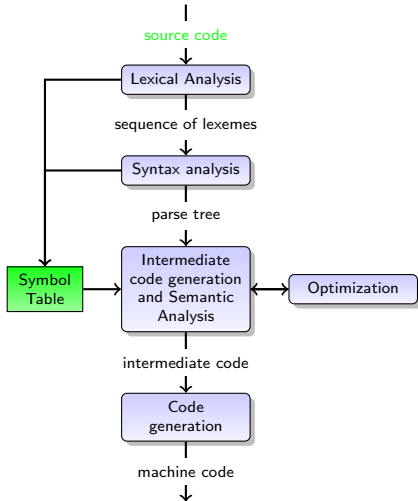 source code
Lexical Analysis
sequence of lexemes
Syntax analysis
parse tree
Symbol
Table
Intermediate
code generation
and Semantic
Analysis
Optimization
intermediate code
Code
generation
machine code